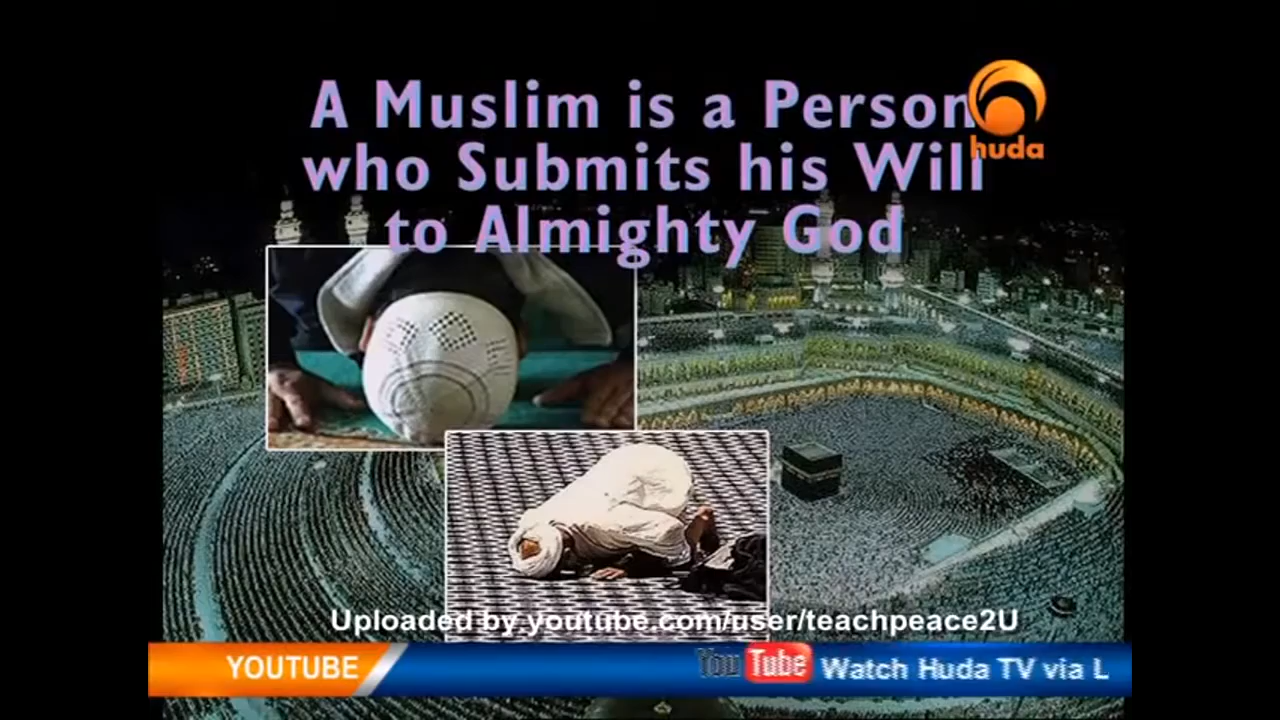 A Muslim is a Person
who Submits his Will
to Almighty God
huda
Uploaded by youtube.com/user/teachpeace2U
YOUTUBE
You Tube Watch Huda TV via L